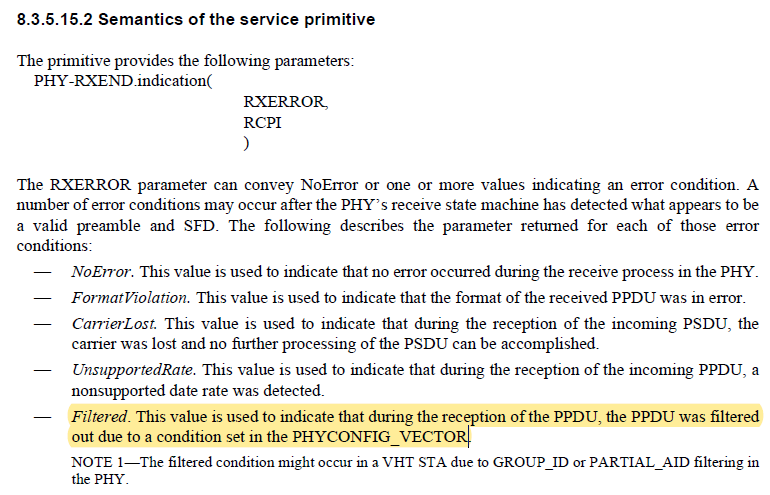 8.3.5.15.2 Semantics of the service primitive
The primitive provides the following parameters:
PHY-RXEND.indication(
RXERROR,
RCPI
)
The RXERROR parameter can convey NoError or one or more values indicating an error condition. A
number of error conditions may occur after the PHY’s receive state machine has detected what appears to be
a valid preamble and SFD. The following describes the parameter returned for each of those error
conditions:
— NoError. This value is used to indicate that no error occurred during the receive process in the PHY.
— FormatViolation. This value is used to indicate that the format of the received PPDU was in error.
— CarrierLost. This value is used to indicate that during the reception of the incoming PSDU, the
carrier was lost and no further processing of the PSDU can be accomplished.
— UnsupportedRate. This value is used to indicate that during the reception of the incoming PPDU, a
nonsupported date rate was detected.
— Filtered. This value is used to indicate that during the reception of the PPDU, the PPDU was filtered
out due to a condition set in the PHYCONFIG_VECTOR.
NOTE 1—The filtered condition might occur in a VHT STA due to GROUP_ID or PARTIAL_AID filtering in
the PHY.